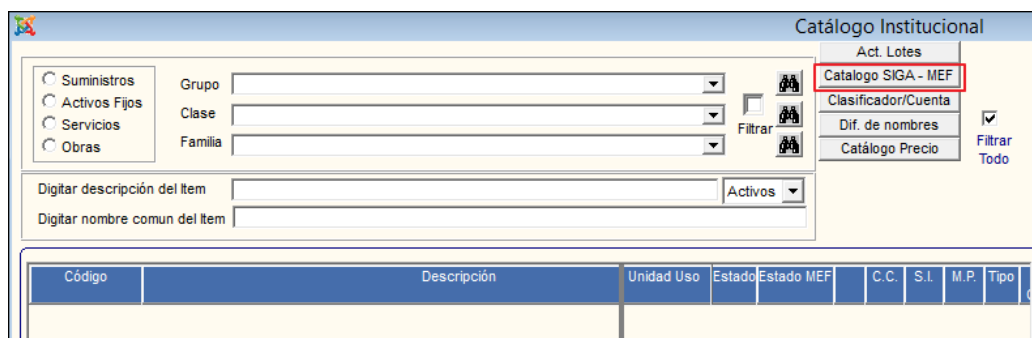 Catálogo Institucional
Act. Lotes
Suministros
Activos Fijos
Servicios
Obras
Grupo
Clase
Familia
Filtrar
Catalogo SIGA - MEF
Clasificador/Cuenta
Dif. de nombres
Catálogo Precio
Filtrar
Todo
Digitar descripción del Item
Activos
Digitar nombre comun del Item
Código Descripción Unidad Uso Estado Estado MEF C.C. S.I. M.P. Tipo